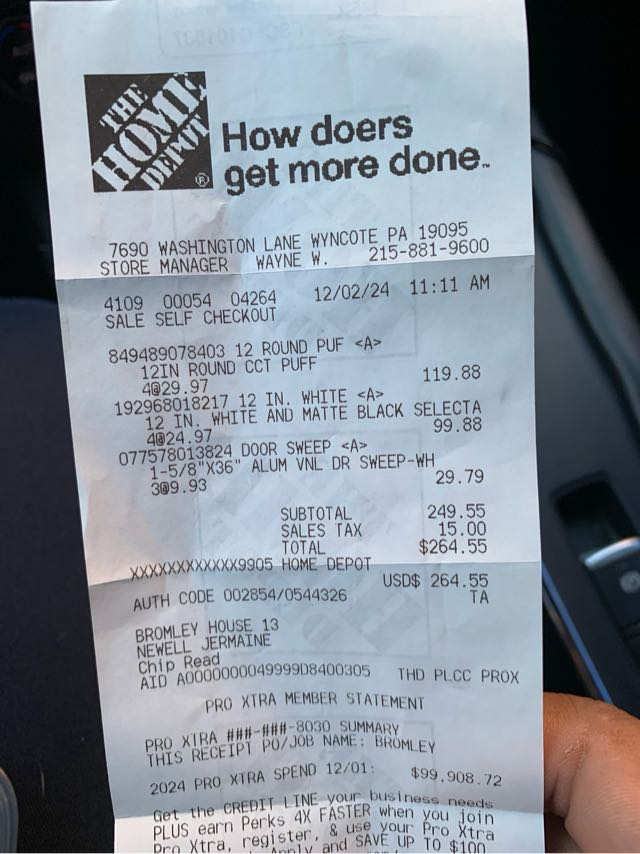 THE HOME DEPOT ®
How doers
get more done™
7690 WASHINGTON LANE WYNCOTE PA 19095
STORE MANAGER WAYNE W. 215-881-9600
4109 00054 04264 12/02/24 11:11 AM
SALE SELF CHECKOUT
849489078403 12 ROUND PUF <A>
12IN ROUND CCT PUFF
4@29.97 119.88
192968018217 12 IN. WHITE <A>
12 IN. WHITE AND MATTE BLACK SELECTA
4@24.97 99.88
077578013824 DOOR SWEEP <A>
1-5/8"X36" ALUM VNL DR SWEEP-WH
3@9.93 29.79
SUBTOTAL 249.55
SALES TAX 15.00
TOTAL $264.55
XXXXXXXXXXXX9905 HOME DEPOT
USD$ 264.55
AUTH CODE 002854/0544326 TA
BROMLEY HOUSE 13
NEWELL JERMAINE
Chip Read
AID A0000000049999D8400305 THD PLCC PROX
PRO XTRA MEMBER STATEMENT
PRO XTRA ###-###-8030 SUMMARY
THIS RECEIPT PO/JOB NAME: BROMLEY
2024 PRO XTRA SPEND 12/01: $99,908.72
Get the CREDIT LINE your business needs
PLUS earn Perks 4X FASTER when you join
Pro Xtra, register, & use your Pro Xtra
Apply and SAVE UP TO $100